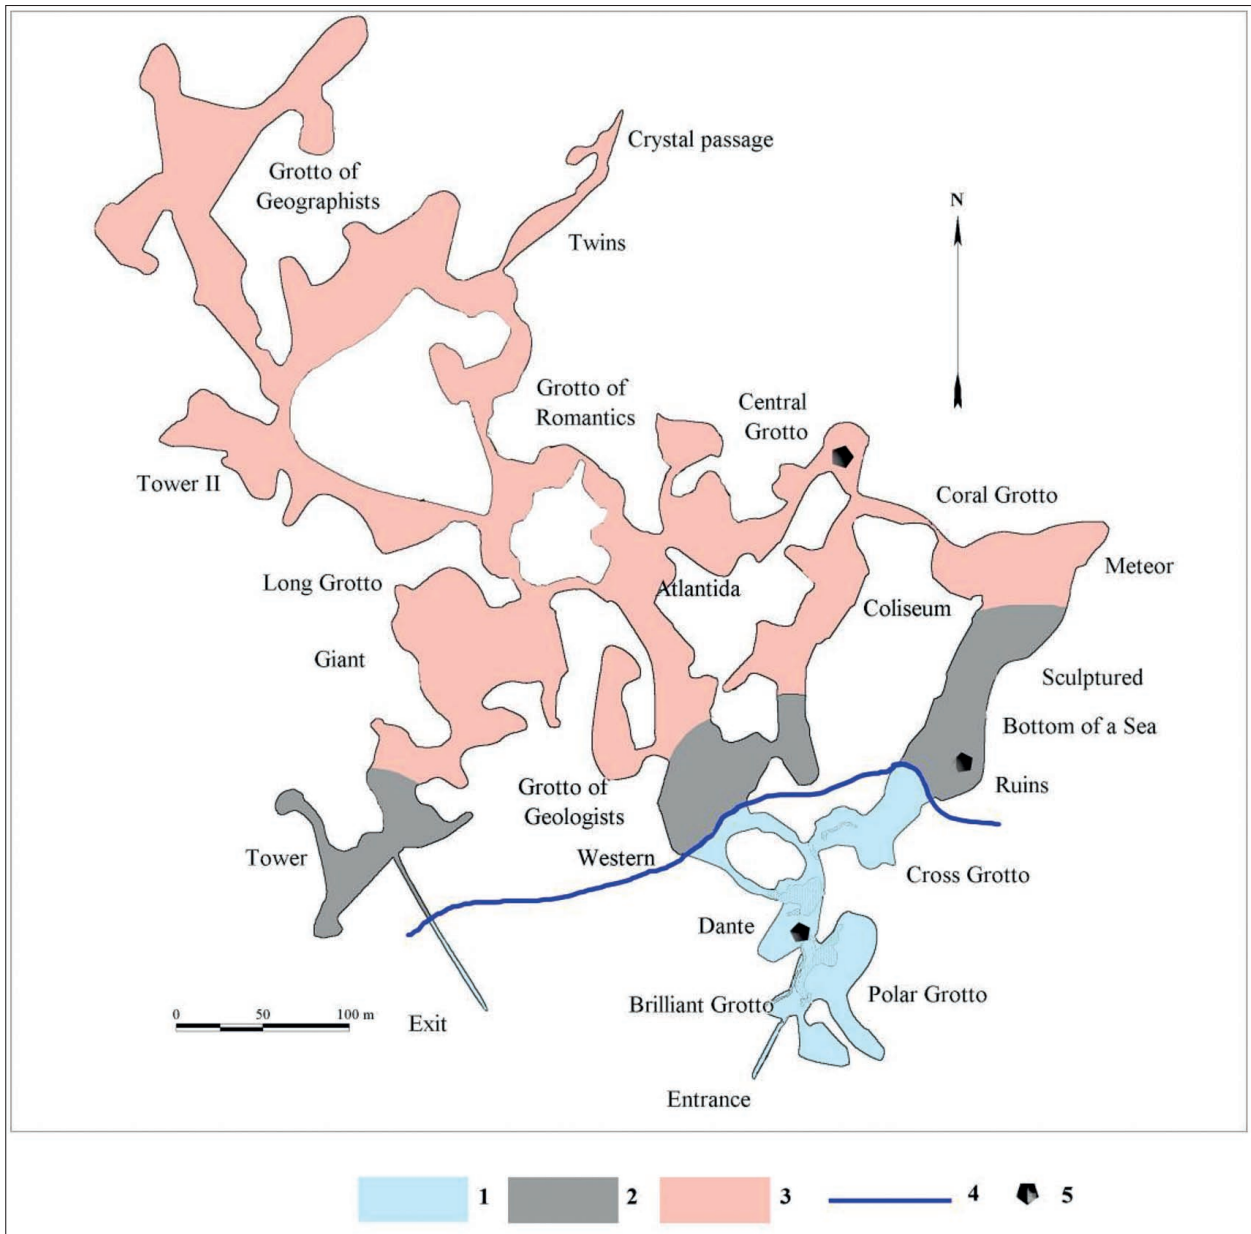 Crystal passage
Grotto of
Geographists
N
Twins
Grotto of
Romantics
Central
Grotto
Tower II
Coral Grotto
Meteor
Long Grotto
Atlantida
Coliseum
Giant
Sculptured
Bottom of a Sea
Grotto of
Geologists
Ruins
Tower
Western
Cross Grotto
Dante
Polar Grotto
Brilliant Grotto
0 50 100 m
Exit
Entrance
1 2 3 4 5